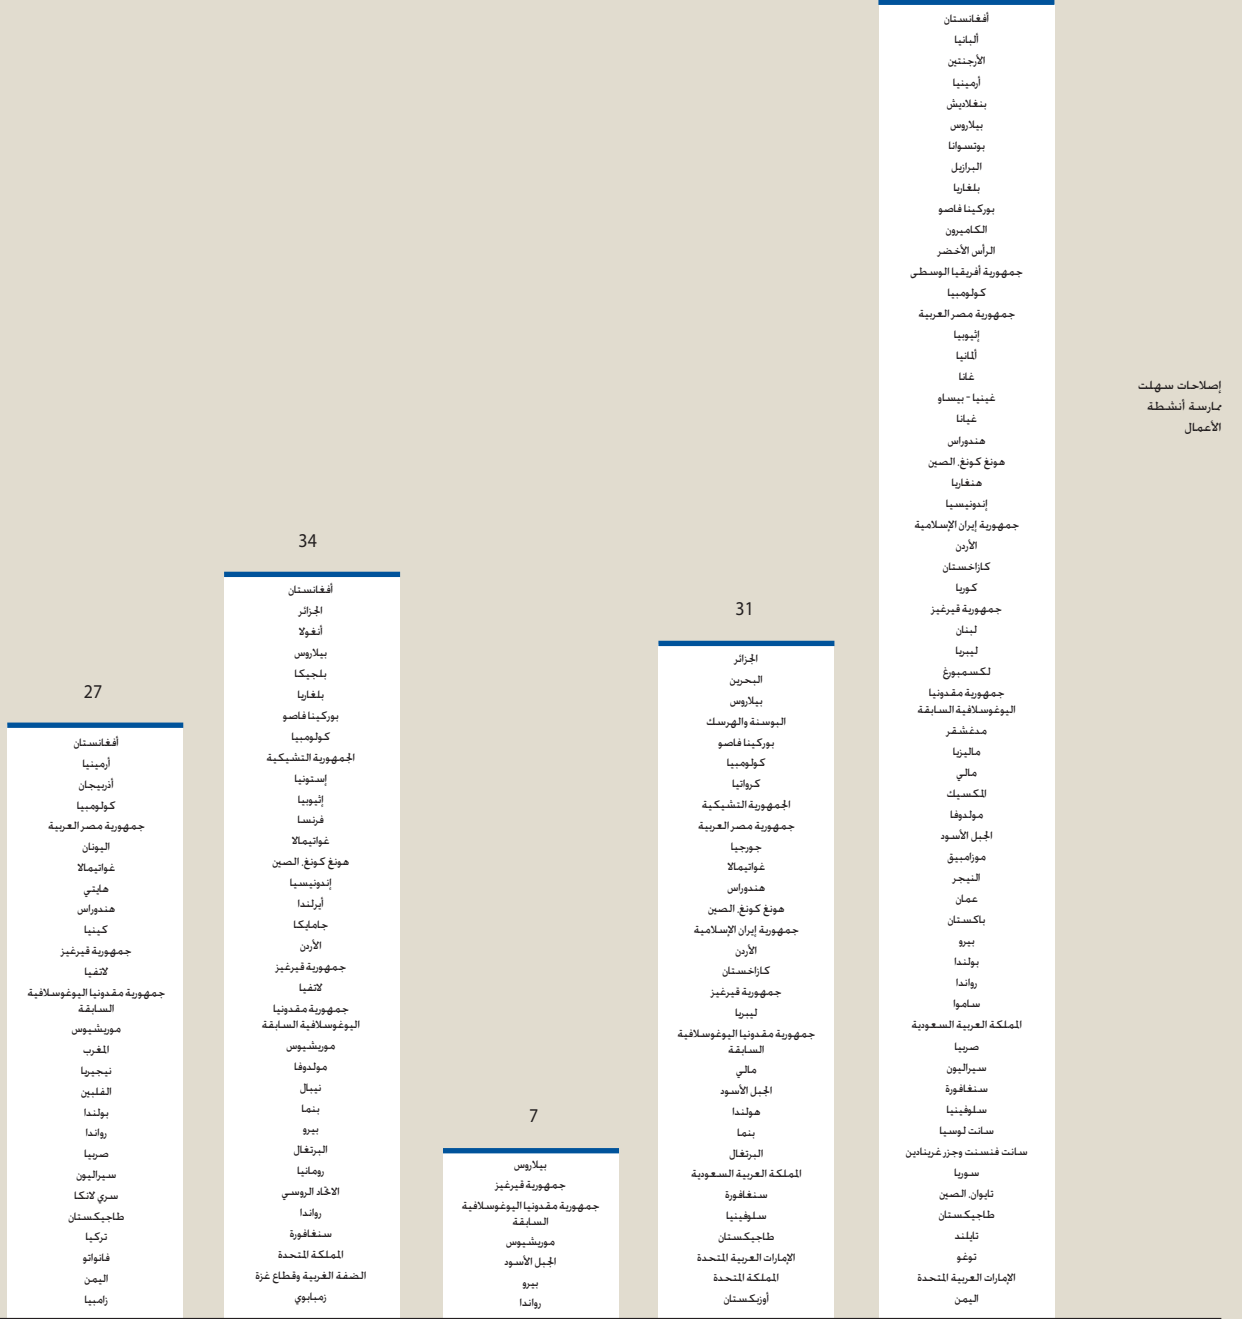 إصلاحات سهلت
ممارسة أنشطة
الأعمال
أفغانستان
ألبانيا
الأرجنتين
أرمينيا
بنغلاديش
بيلاروس
بوتسوانا
البرازيل
بلغاريا
بوركينا فاصو
الكاميرون
الرأس الأخضر
جمهورية أفريقيا الوسطى
كولومبيا
جمهورية مصر العربية
إثيوبيا
ألمانيا
غانا
غينيا - بيساو
غيانا
هندوراس
هونغ كونغ، الصين
هنغاريا
إندونيسيا
جمهورية إيران الإسلامية
الأردن
كازاخستان
كوريا
جمهورية قيرغيز
لبنان
ليبريا
لكسمبورغ
جمهورية مقدونيا
اليوغوسلافية السابقة
مدغشقر
ماليزيا
مالي
المكسيك
مولدوفا
الجبل الأسود
موزامبيق
النيجر
عمان
باكستان
بيرو
بولندا
رواندا
ساموا
المملكة العربية السعودية
صربيا
سيراليون
سنغافورة
سلوفينيا
سانت لوسيا
سانت فنسنت وجزر غرينادين
سوريا
تايوان، الصين
طاجيكستان
تايلند
توغو
الإمارات العربية المتحدة
اليمن
31
الجزائر
البحرين
بيلاروس
البوسنة والهرسك
بوركينا فاصو
كولومبيا
كرواتيا
الجمهورية التشيكية
جمهورية مصر العربية
جورجيا
غواتيمالا
هندوراس
هونغ كونغ، الصين
جمهورية إيران الإسلامية
الأردن
كازاخستان
جمهورية قيرغيز
ليبريا
جمهورية مقدونيا اليوغوسلافية
السابقة
مالي
الجبل الأسود
هولندا
بنما
البرتغال
المملكة العربية السعودية
سنغافورة
سلوفينيا
طاجيكستان
الإمارات العربية المتحدة
المملكة المتحدة
أوزبكستان
7
بيلاروس
جمهورية قيرغيز
جمهورية مقدونيا اليوغوسلافية
السابقة
موريشيوس
الجبل الأسود
بيرو
رواندا
34
أفغانستان
الجزائر
أنغولا
بيلاروس
بلجيكا
بلغاريا
بوركينا فاصو
كولومبيا
الجمهورية التشيكية
إستونيا
إثيوبيا
فرنسا
غواتيمالا
هونغ كونغ، الصين
إندونيسيا
أيرلندا
جامايكا
الأردن
جمهورية قيرغيز
لاتفيا
جمهورية مقدونيا
اليوغوسلافية السابقة
موريشيوس
مولدوفا
نيبال
بنما
بيرو
البرتغال
رومانيا
الاتحاد الروسي
رواندا
سنغافورة
المملكة المتحدة
الضفة الغربية وقطاع غزة
زمبابوي
27
أفغانستان
أرمينيا
أذربيجان
كولومبيا
جمهورية مصر العربية
اليونان
غواتيمالا
هايتي
هندوراس
كينيا
جمهورية قيرغيز
لاتفيا
جمهورية مقدونيا اليوغوسلافية
السابقة
موريشيوس
المغرب
نيجيريا
الفلبين
بولندا
رواندا
صربيا
سيراليون
سري لانكا
طاجيكستان
تركيا
فانواتو
اليمن
زامبيا